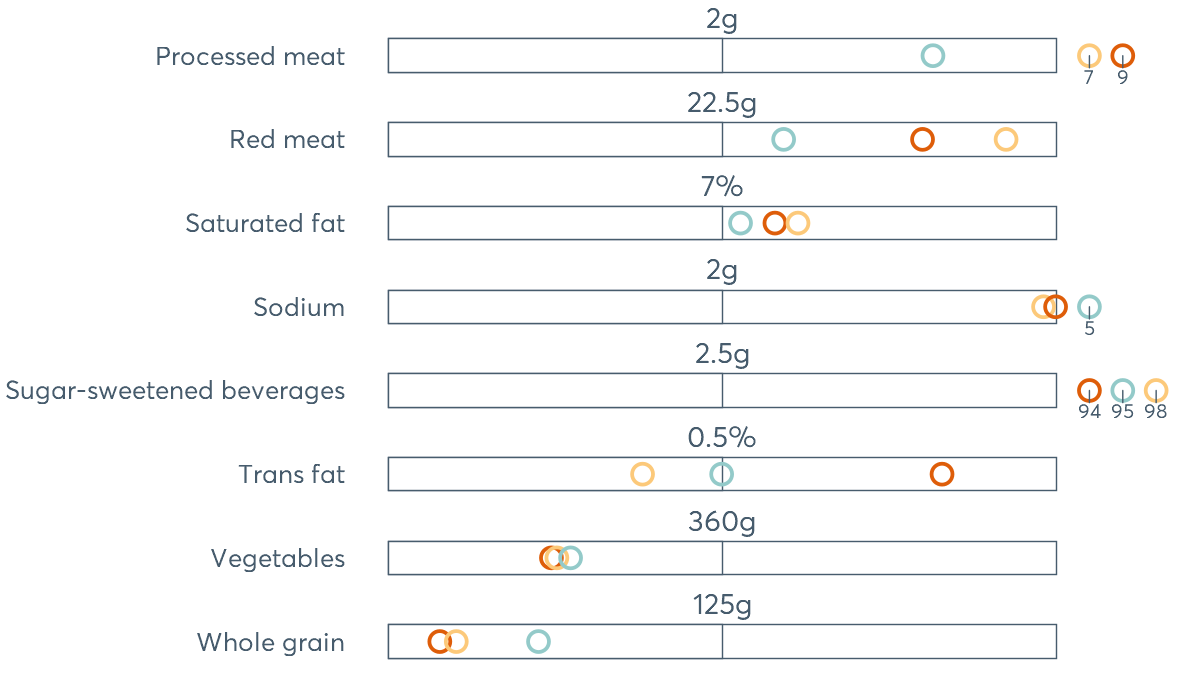 2g
Processed meat
7 9
22.5g
Red meat
7%
Saturated fat
2g
Sodium
5
2.5g
Sugar-sweetened beverages
94 95 98
0.5%
Trans fat
360g
Vegetables
125g
Whole grain